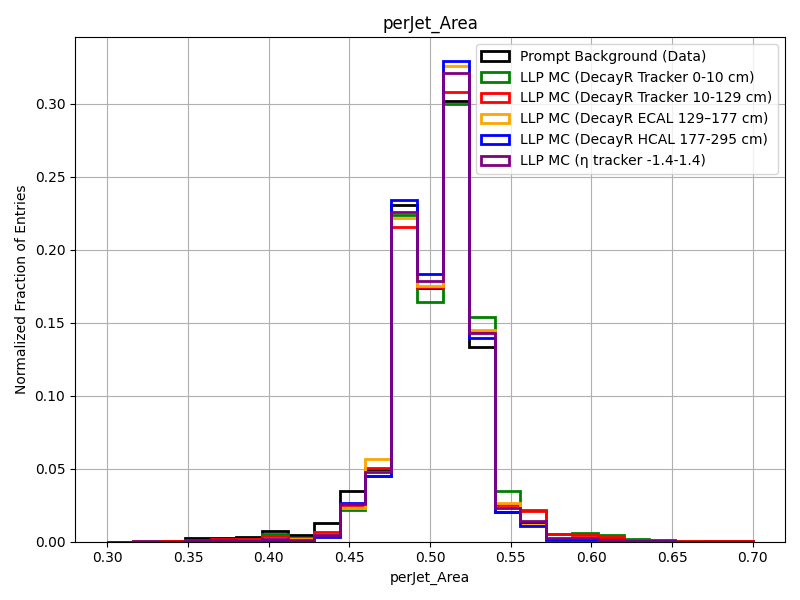 perJet_Area
Prompt Background (Data)
LLP MC (DecayR Tracker 0-10 cm)
LLP MC (DecayR Tracker 10-129 cm)
LLP MC (DecayR ECAL 129–177 cm)
LLP MC (DecayR HCAL 177-295 cm)
LLP MC (η tracker -1.4-1.4)
Normalized Fraction of Entries
0.30
0.25
0.20
0.15
0.10
0.05
0.00
0.30 0.35 0.40 0.45 0.50 0.55 0.60 0.65 0.70
perJet_Area